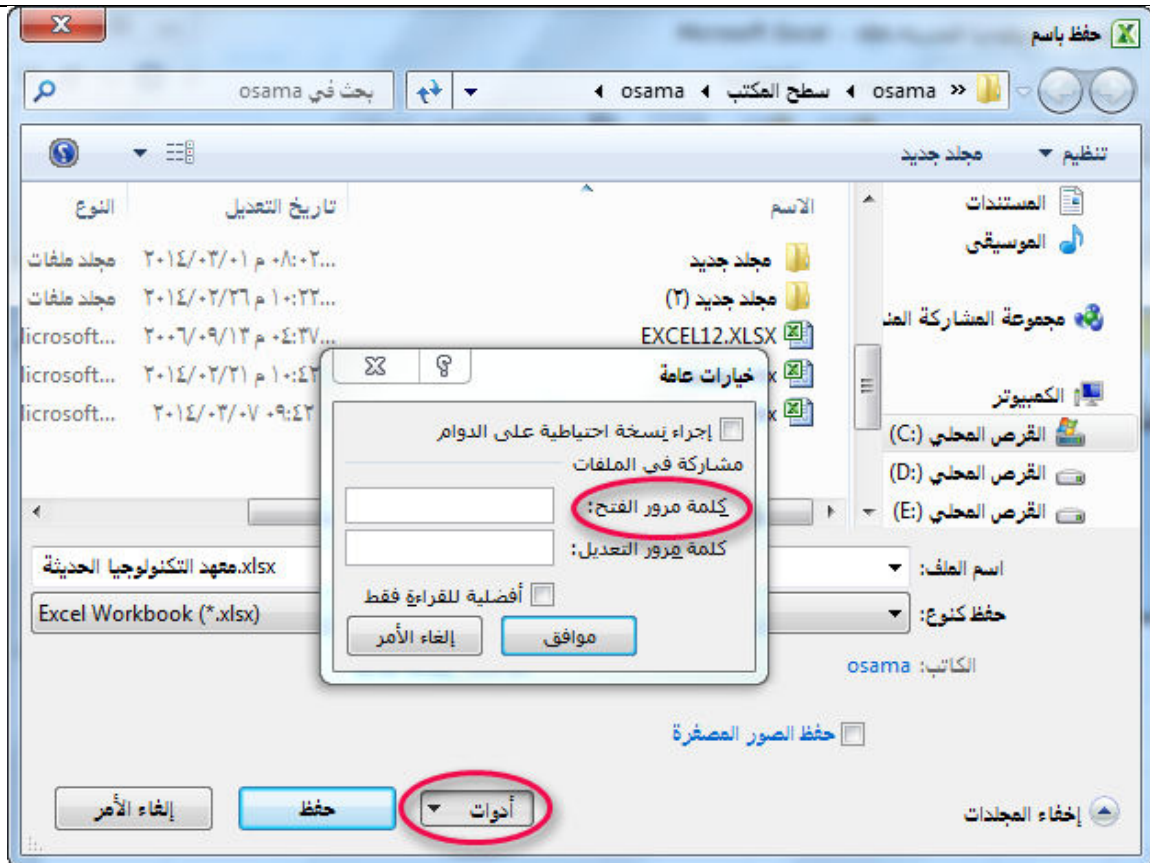 حفظ باسم
osama » سطح المكتب » osama
بحث في osama
تنظيم
مجلد جديد
المستندات
الموسيقى
مجموعة المشاركة المنز
الكمبيوتر
القرص المحلي (C:)
القرص المحلي (D:)
القرص المحلي (E:)
الاسم تاريخ التعديل النوع
مجلد جديد ٠٨:٠٢... م ٢٠١٤/٠٣/٠١ مجلد ملفات
مجلد جديد (٢) ١٠:٢٢... م ٢٠١٤/٠٢/٢٦ مجلد ملفات
EXCEL12.XLSX ٠٤:٣٧... م ٢٠٠٦/٠٩/١٣ licrosoft...
x ١٠:٤٢ م ٢٠١٤/٠٢/٢١ licrosoft...
x ٠٩:٤٢ ٢٠١٤/٠٣/٠٧ licrosoft...
خيارات عامة
إجراء نسخة احتياطية على الدوام
مشاركة في الملفات
كلمة مرور الفتح:
كلمة مرور التعديل:
أفضلية للقراءة فقط
موافق
إلغاء الأمر
اسم الملف: معهد التكنولوجيا الحديثة.xlsx
حفظ كنوع: Excel Workbook (*.xlsx)
الكاتب: osama
حفظ الصور المصغرة
إخفاء المجلدات
أدوات
حفظ
إلغاء الأمر